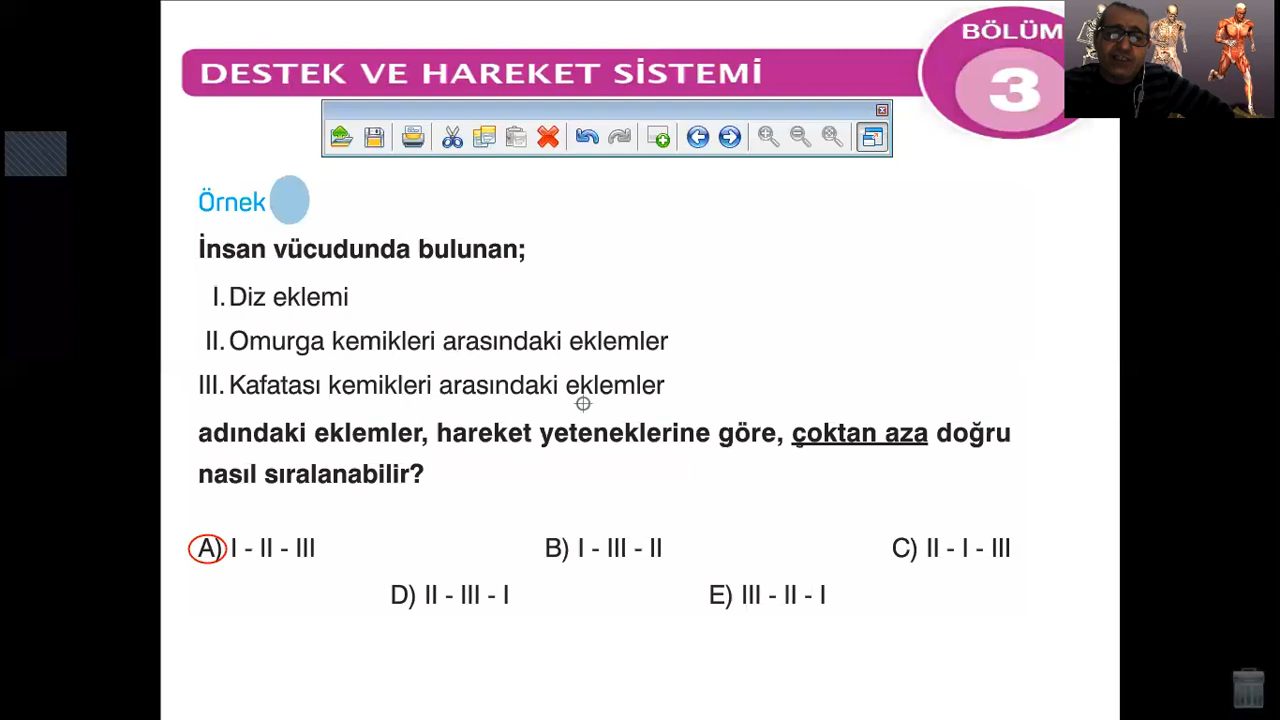 BÖLÜM
3
DESTEK VE HAREKET SİSTEMİ
Örnek
İnsan vücudunda bulunan;
I. Diz eklemi
II. Omurga kemikleri arasındaki eklemler
III. Kafatası kemikleri arasındaki eklemler
adındaki eklemler, hareket yeteneklerine göre, çoktan aza doğru
nasıl sıralanabilir?
A) I - II - III B) I - III - II C) II - I - III
D) II - III - I E) III - II - I